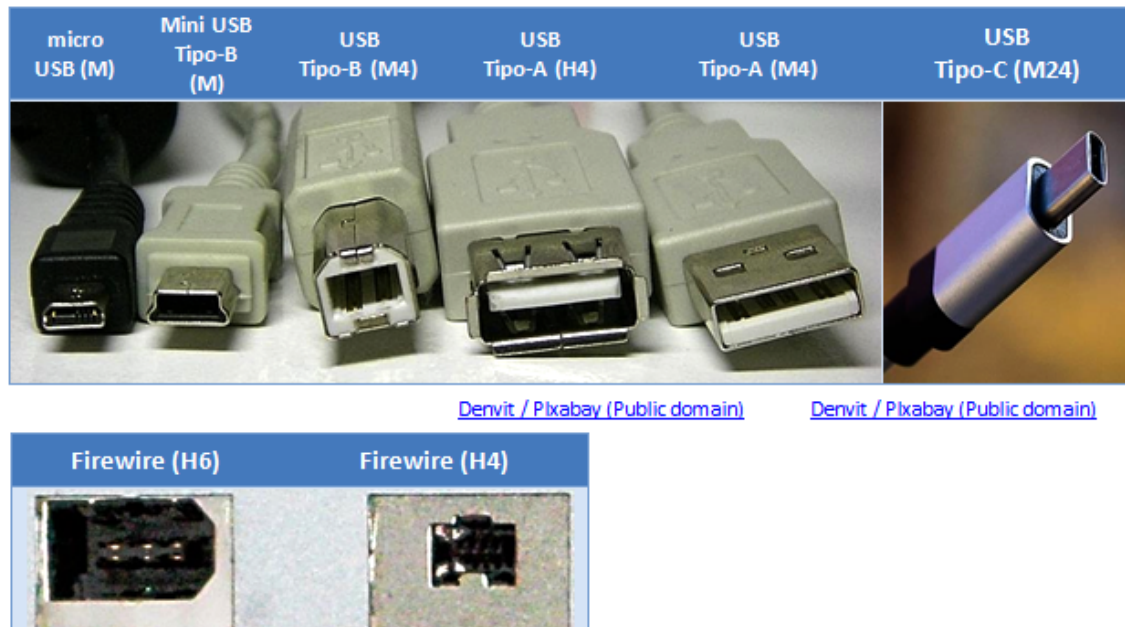 micro
USB (M)
Mini USB
Tipo-B
(M)
USB
Tipo-B (M4)
USB
Tipo-A (H4)
USB
Tipo-A (M4)
USB
Tipo-C (M24)
Denvit / PIxabay (Public domain)
Denvit / PIxabay (Public domain)
Firewire (H6)
Firewire (H4)